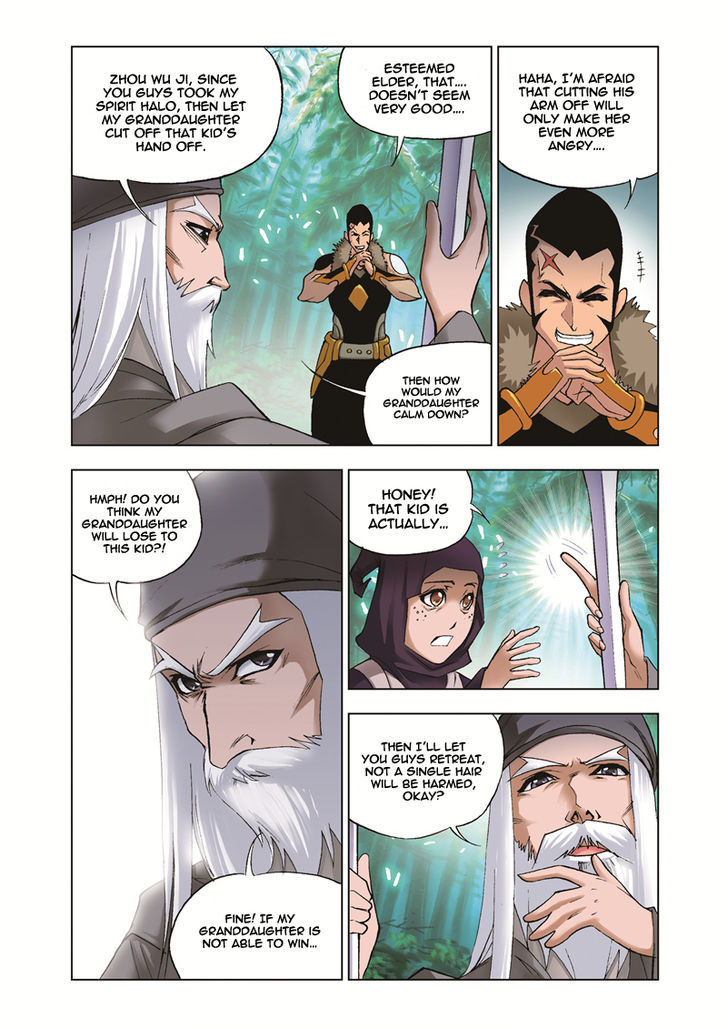 ZHOU WU JI, SINCE
YOU GUYS TOOK MY
SPIRIT HALO, THEN LET
MY GRANDDAUGHTER
CUT OFF THAT KID'S
HAND OFF.
ESTEEMED
ELDER, THAT....
DOESN'T SEEM
VERY GOOD....
THEN HOW
WOULD MY
GRANDDAUGHTER
CALM DOWN?
HAHA, I'M AFRAID
THAT CUTTING HIS
ARM OFF WILL
ONLY MAKE HER
EVEN MORE
ANGRY....
HMPH! DO YOU
THINK MY
GRANDDAUGHTER
WILL LOSE TO
THIS KID?!
FINE! IF MY
GRANDDAUGHTER IS
NOT ABLE TO WIN...
HONEY!
THAT KID IS
ACTUALLY...
THEN I'LL LET
YOU GUYS RETREAT,
NOT A SINGLE HAIR
WILL BE HARMED,
OKAY?